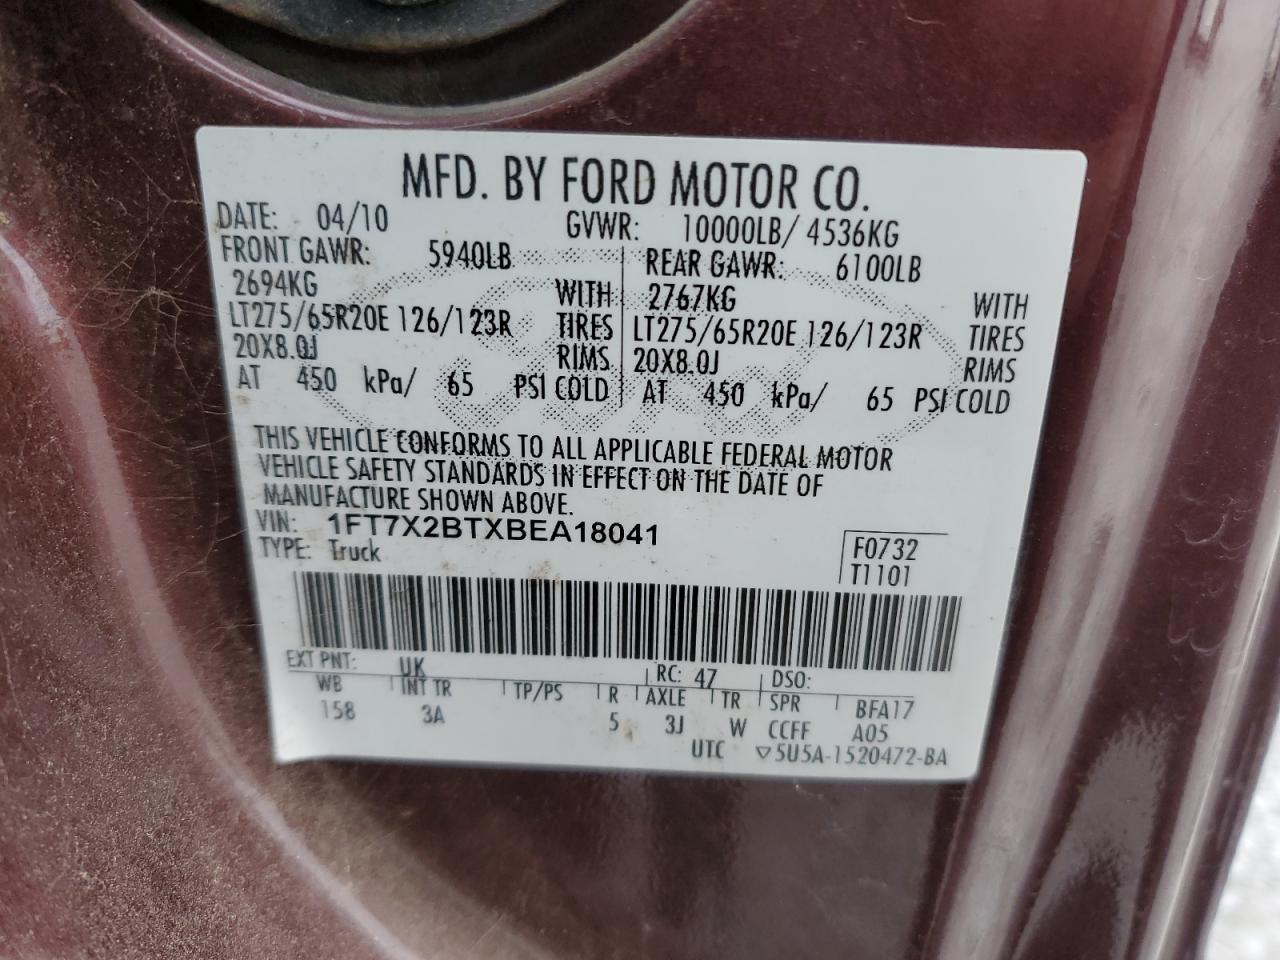 MFD. BY FORD MOTOR CO.
DATE: 04/10 GVWR: 10000LB/ 4536KG
FRONT GAWR: 5940LB REAR GAWR: 6100LB
2694KG WITH 2767KG WITH
LT275/65R20E 126/123R TIRES LT275/65R20E 126/123R TIRES
20X8.0J RIMS 20X8.0J RIMS
AT 450 kPa/ 65 PSI COLD AT 450 kPa/ 65 PSI COLD
THIS VEHICLE CONFORMS TO ALL APPLICABLE FEDERAL MOTOR
VEHICLE SAFETY STANDARDS IN EFFECT ON THE DATE OF
MANUFACTURE SHOWN ABOVE.
VIN: 1FT7X2BTXBEA18041
TYPE: Truck
F0732
T1101
EXT PNT: UK RC: 47 DSO:
WB INT TR TP/PS R AXLE TR SPR BFA17
158 3A 5 3J W CCFF A05
UTC ▽5U5A-1520472-BA